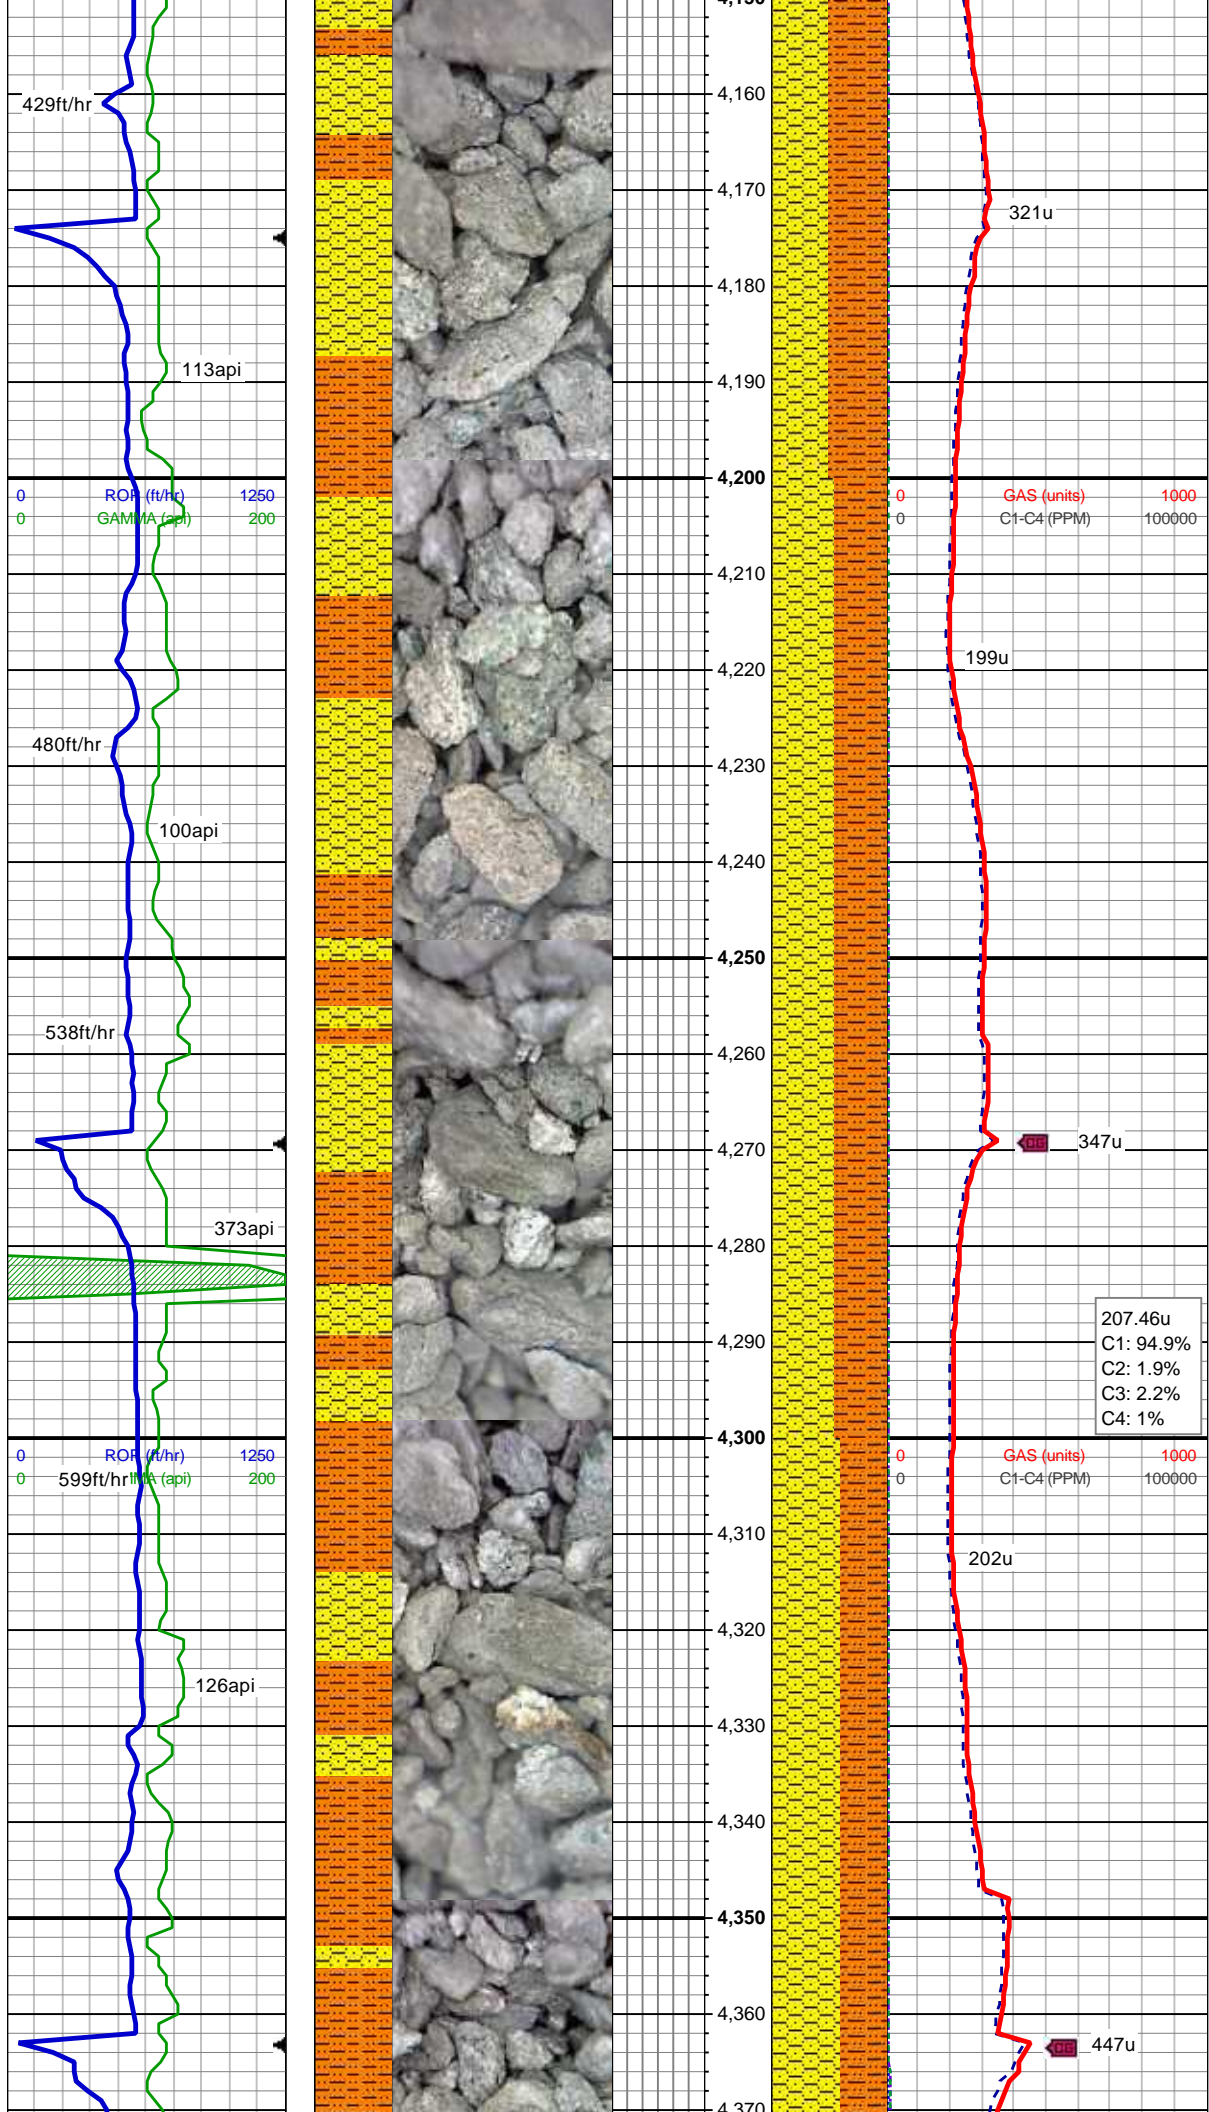 4,160
429ft/hr
4,170
321u
4,180
113api
4,190
4,200
0 ROP (ft/hr) 1250
0 GAS (units) 1000
0 GAMMA (api) 200
0 C1-C4 (PPM) 100000
4,210
4,220
199u
480ft/hr
4,230
100api
4,240
4,250
538ft/hr
4,260
4,270
CG
347u
373api
4,280
4,290
207.46u
C1: 94.9%
C2: 1.9%
C3: 2.2%
C4: 1%
4,300
0 ROP (ft/hr) 1250
0 GAS (units) 1000
0 (api) 200
599ft/hr
0 C1-C4 (PPM) 100000
4,310
202u
4,320
126api
4,330
4,340
4,350
4,360
CG
447u
4,370